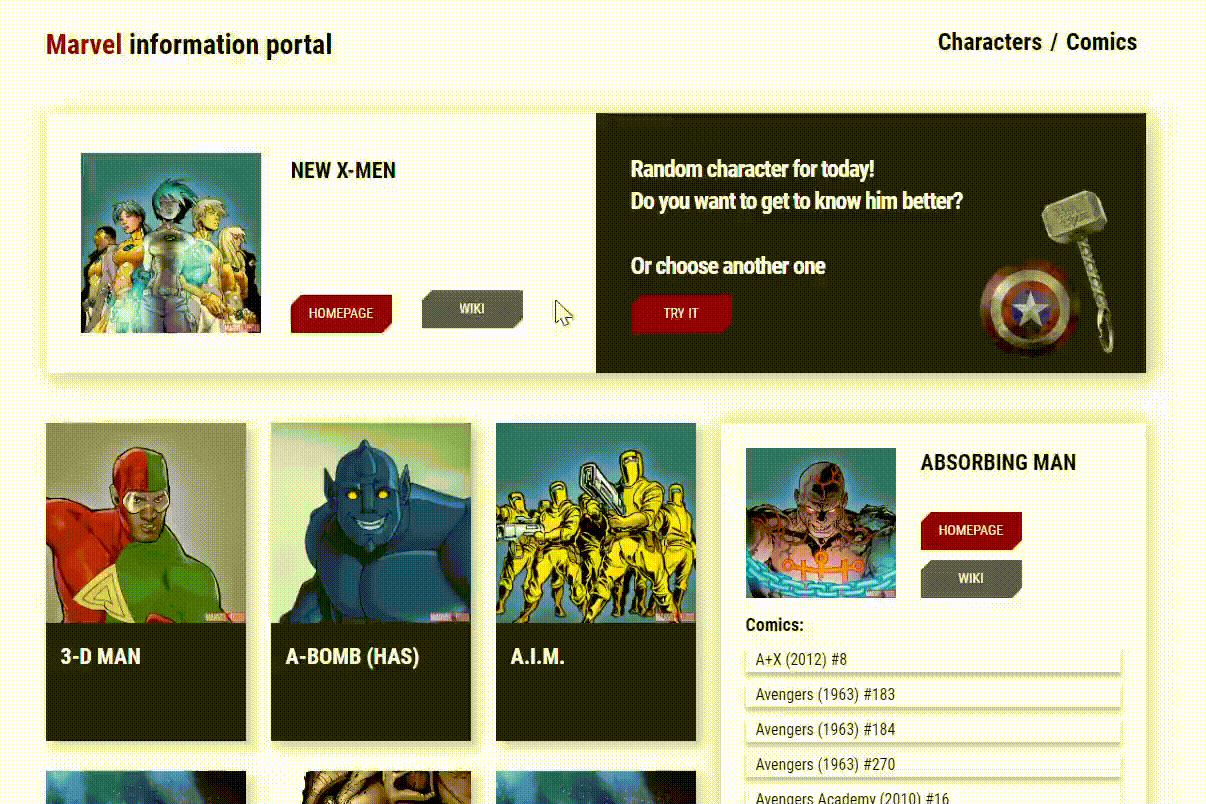 Marvel information portal
Characters / Comics
NEW X-MEN
HOMEPAGE
WIKI
Random character for today!
Do you want to get to know him better?
Or choose another one
TRY IT
3-D MAN
A-BOMB (HAS)
A.I.M.
ABSORBING MAN
HOMEPAGE
WIKI
Comics:
A+X (2012) #8
Avengers (1963) #183
Avengers (1963) #184
Avengers (1963) #270
Avengers Academy (2010) #16